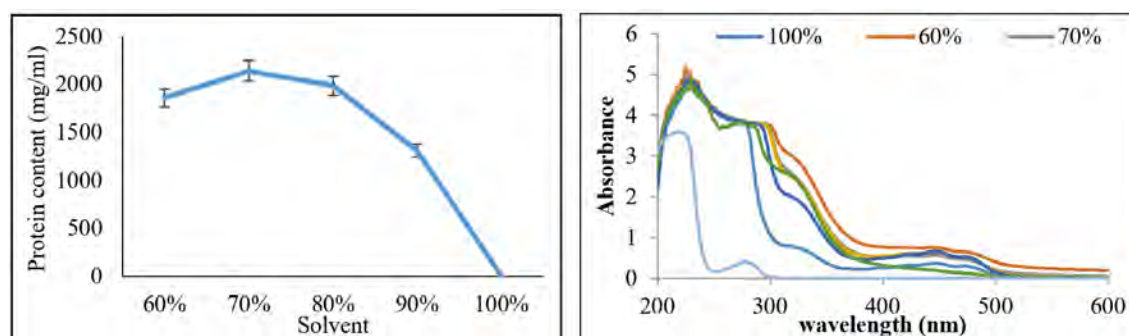 2500
2000
1500
1000
500
0
Protein content (mg/ml)
60% 70% 80% 90% 100%
Solvent
100% 60% 70%
6
5
4
3
2
1
0
Absorbance
200 300 400 500 600
wavelength (nm)